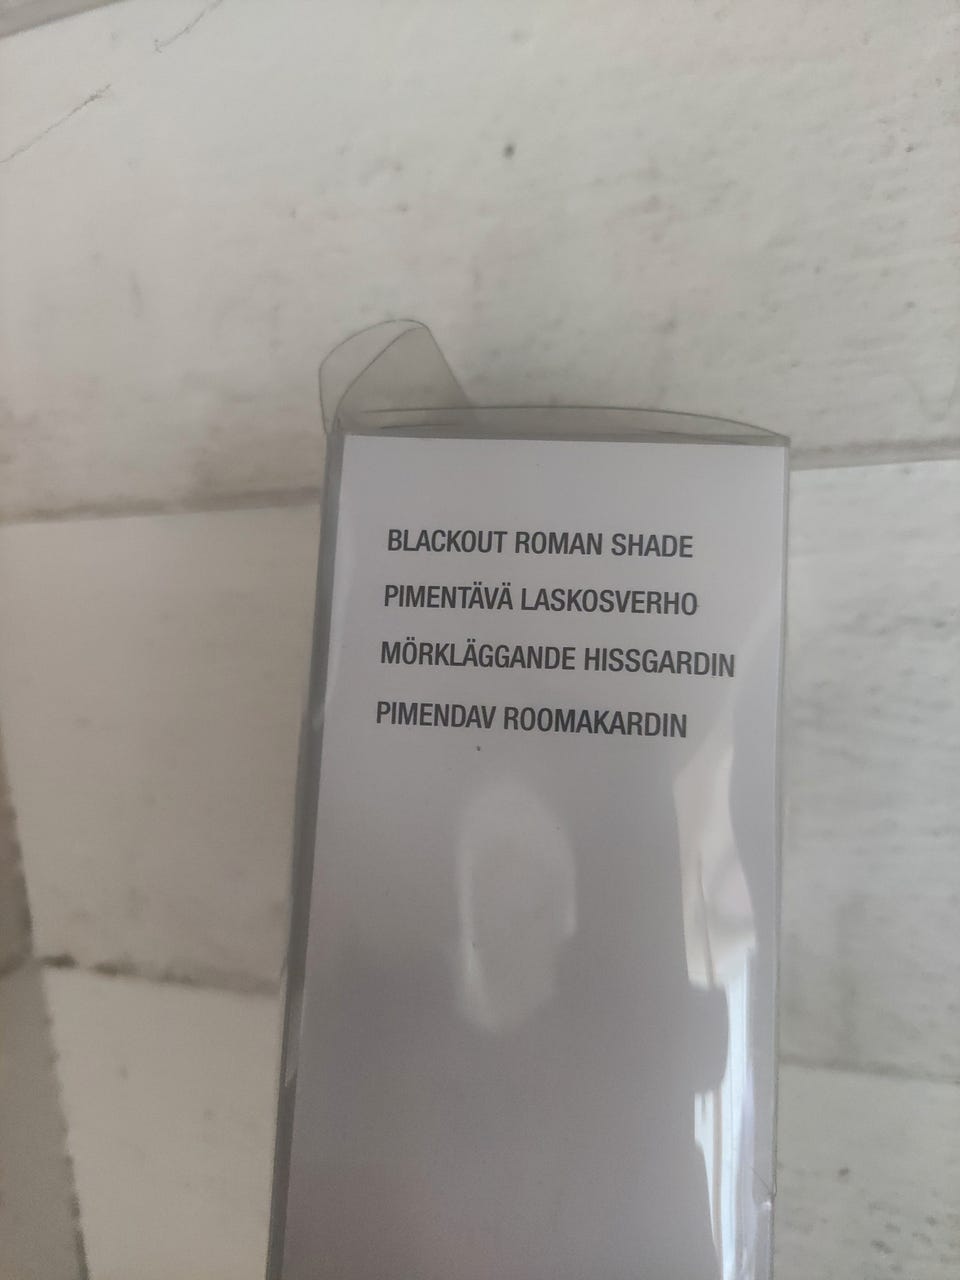 BLACKOUT ROMAN SHADE
PIMENTÄVÄ LASKOSVERHO
MÖRKLÄGGANDE HISSGARDIN
PIMENDAV ROOMAKARDIN